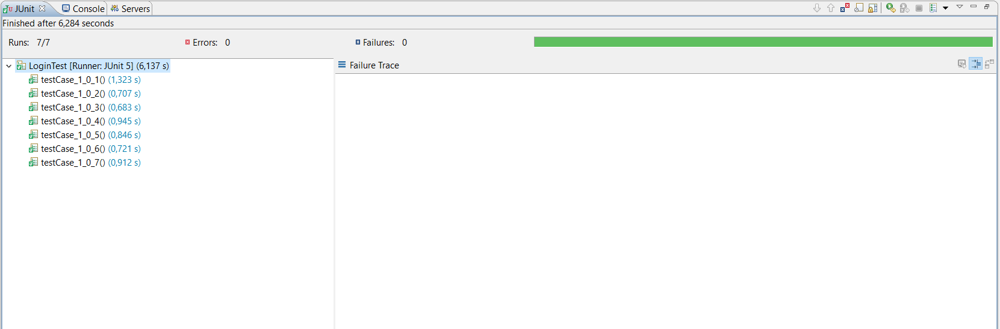 JUnit Console Servers
Finished after 6,284 seconds
Runs: 7/7 Errors: 0 Failures: 0
LoginTest [Runner: JUnit 5] (6,137 s)
Failure Trace
testCase_1_0_1() (1,323 s)
testCase_1_0_2() (0,707 s)
testCase_1_0_3() (0,683 s)
testCase_1_0_4() (0,945 s)
testCase_1_0_5() (0,846 s)
testCase_1_0_6() (0,721 s)
testCase_1_0_7() (0,912 s)